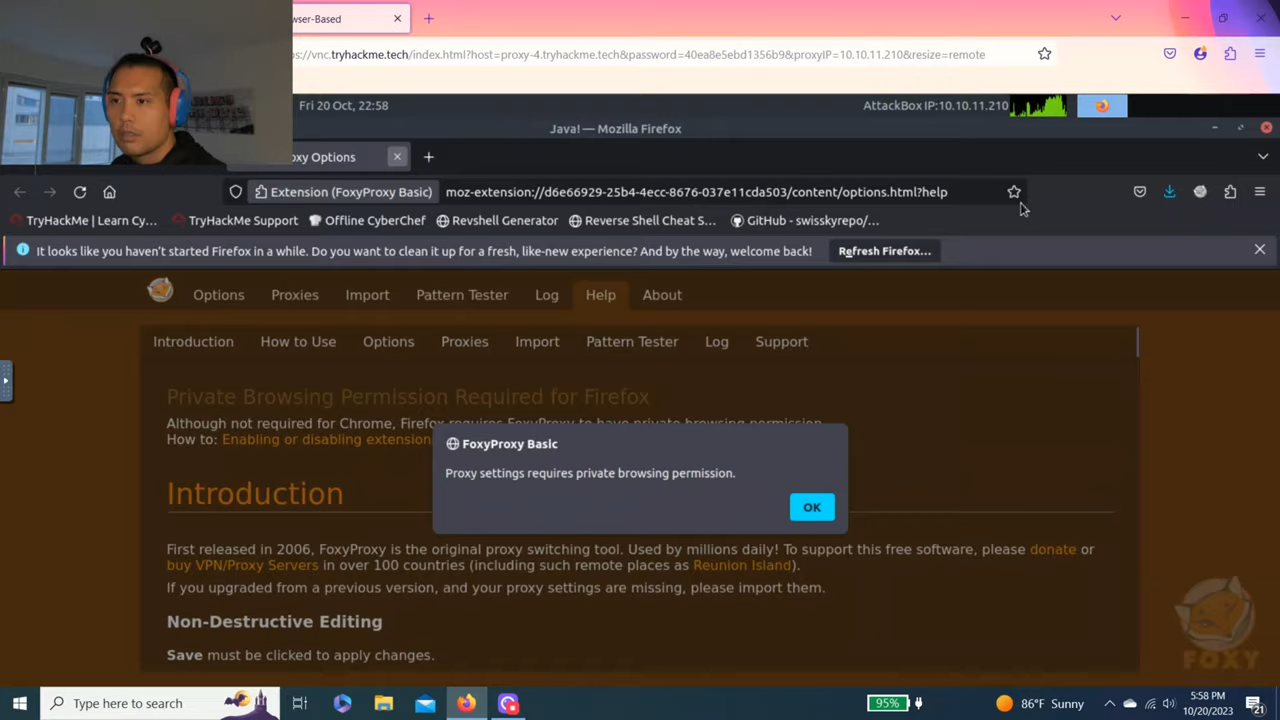 wser-Based
s://vnc.tryhackme.tech/index.html?host=proxy-4.tryhackme.tech&password=40ea8e5ebd1356b9&proxyIP=10.10.11.210&resize=remote
Fri 20 Oct, 22:58
AttackBox IP:10.10.11.210
Java! — Mozilla Firefox
oxy Options
Extension (FoxyProxy Basic)
moz-extension://d6e66929-25b4-4ecc-8676-037e11cda503/content/options.html?help
TryHackMe | Learn Cy...
TryHackMe Support
Offline CyberChef
Revshell Generator
Reverse Shell Cheat S...
GitHub - swisskyrepo/...
It looks like you haven't started Firefox in a while. Do you want to clean it up for a fresh, like-new experience? And by the way, welcome back!
Refresh Firefox...
Options Proxies Import Pattern Tester Log Help About
Introduction How to Use Options Proxies Import Pattern Tester Log Support
Private Browsing Permission Required for Firefox
Although not required for Chrome, Firefox requires FoxyProxy to have private browsing permission.
How to: Enabling or disabling extension
FoxyProxy Basic
Proxy settings requires private browsing permission.
OK
Introduction
First released in 2006, FoxyProxy is the original proxy switching tool. Used by millions daily! To support this free software, please donate or
buy VPN/Proxy Servers in over 100 countries (including such remote places as Reunion Island).
If you upgraded from a previous version, and your proxy settings are missing, please import them.
Non-Destructive Editing
Save must be clicked to apply changes.
FOXY
Type here to search
95%
86°F Sunny
5:58 PM
10/20/2023
21